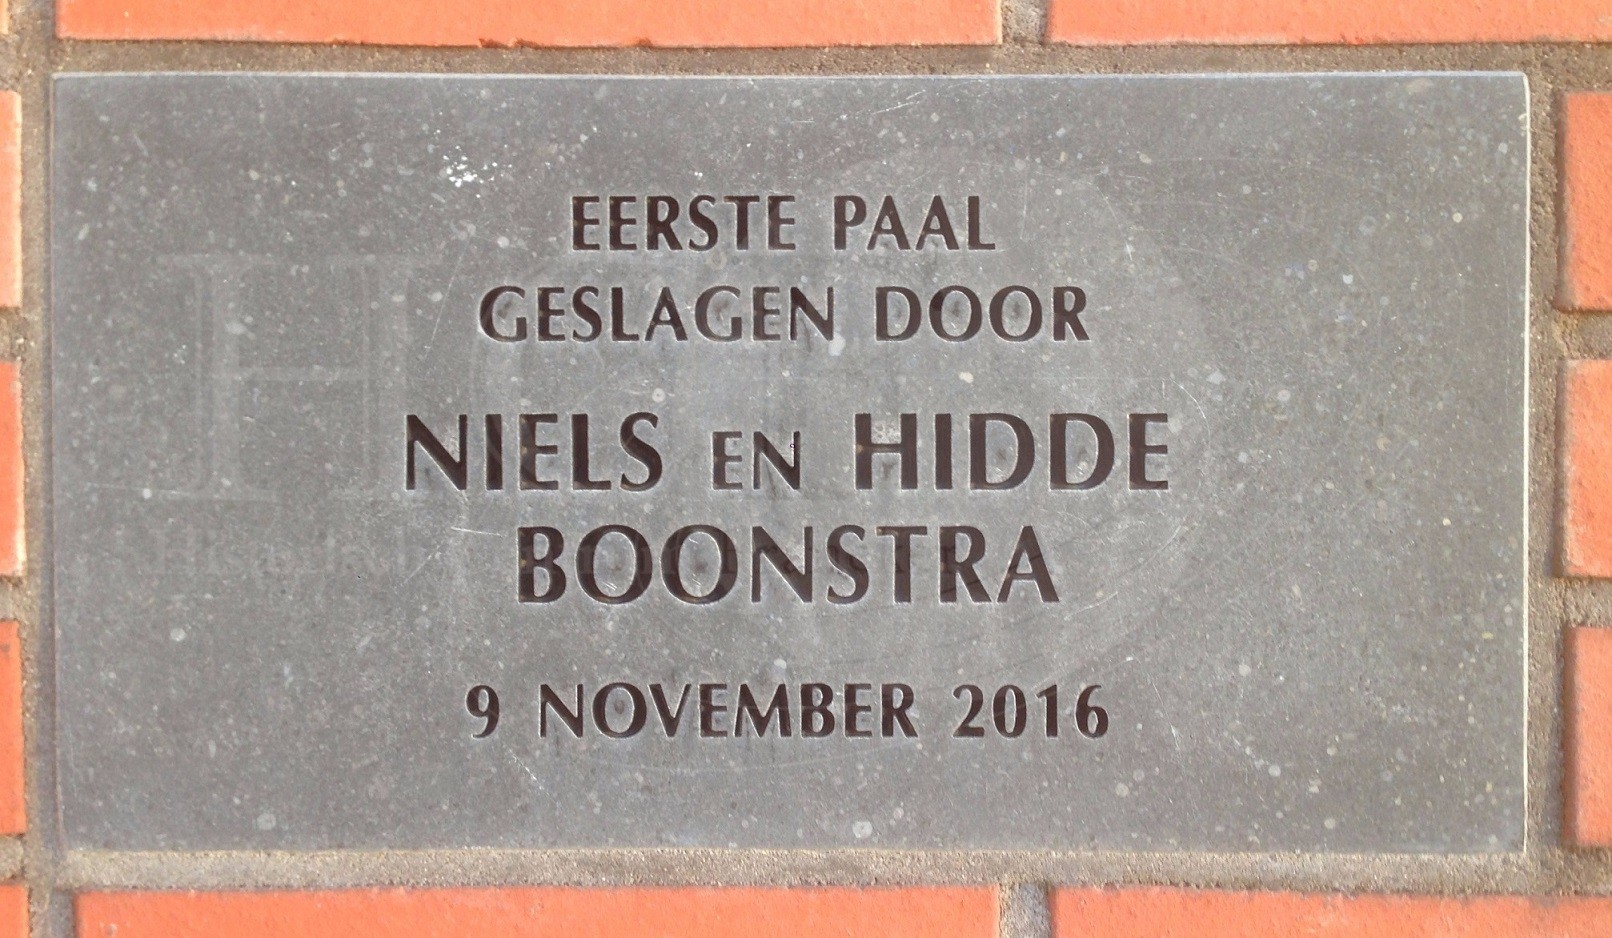 EERSTE PAAL
GESLAGEN DOOR
NIELS EN HIDDE
BOONSTRA
9 NOVEMBER 2016